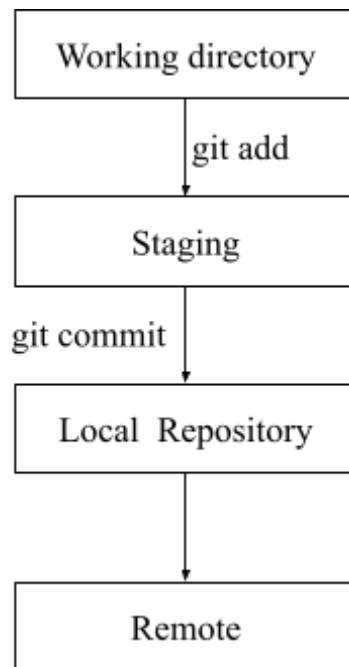 Working directory
git add
Staging
git commit
Local Repository
Remote